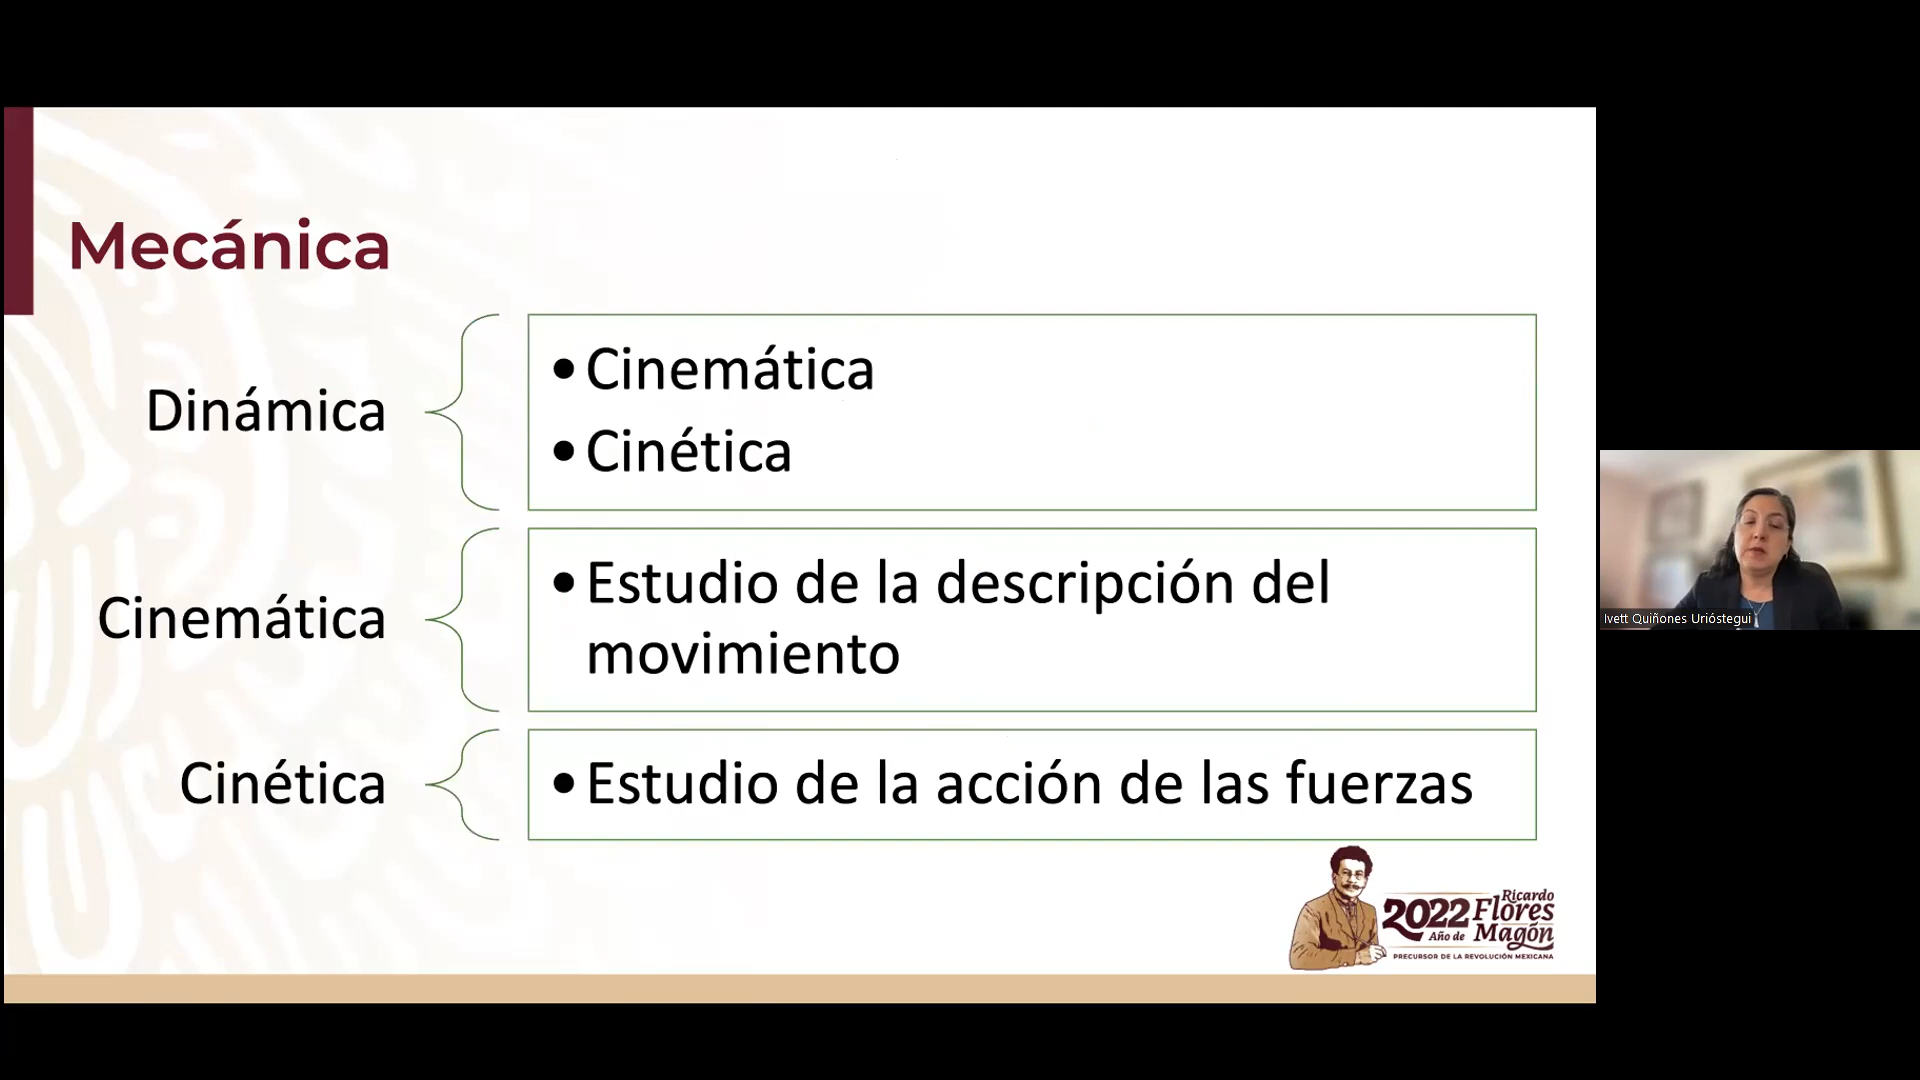 Mecánica
Dinámica
• Cinemática
• Cinética
Cinemática
• Estudio de la descripción del
movimiento
Cinética
• Estudio de la acción de las fuerzas
2022
Año de
Ricardo
Flores
Magón
PRECURSOR DE LA REVOLUCIÓN MEXICANA
Ivett Quiñones Urióstegui